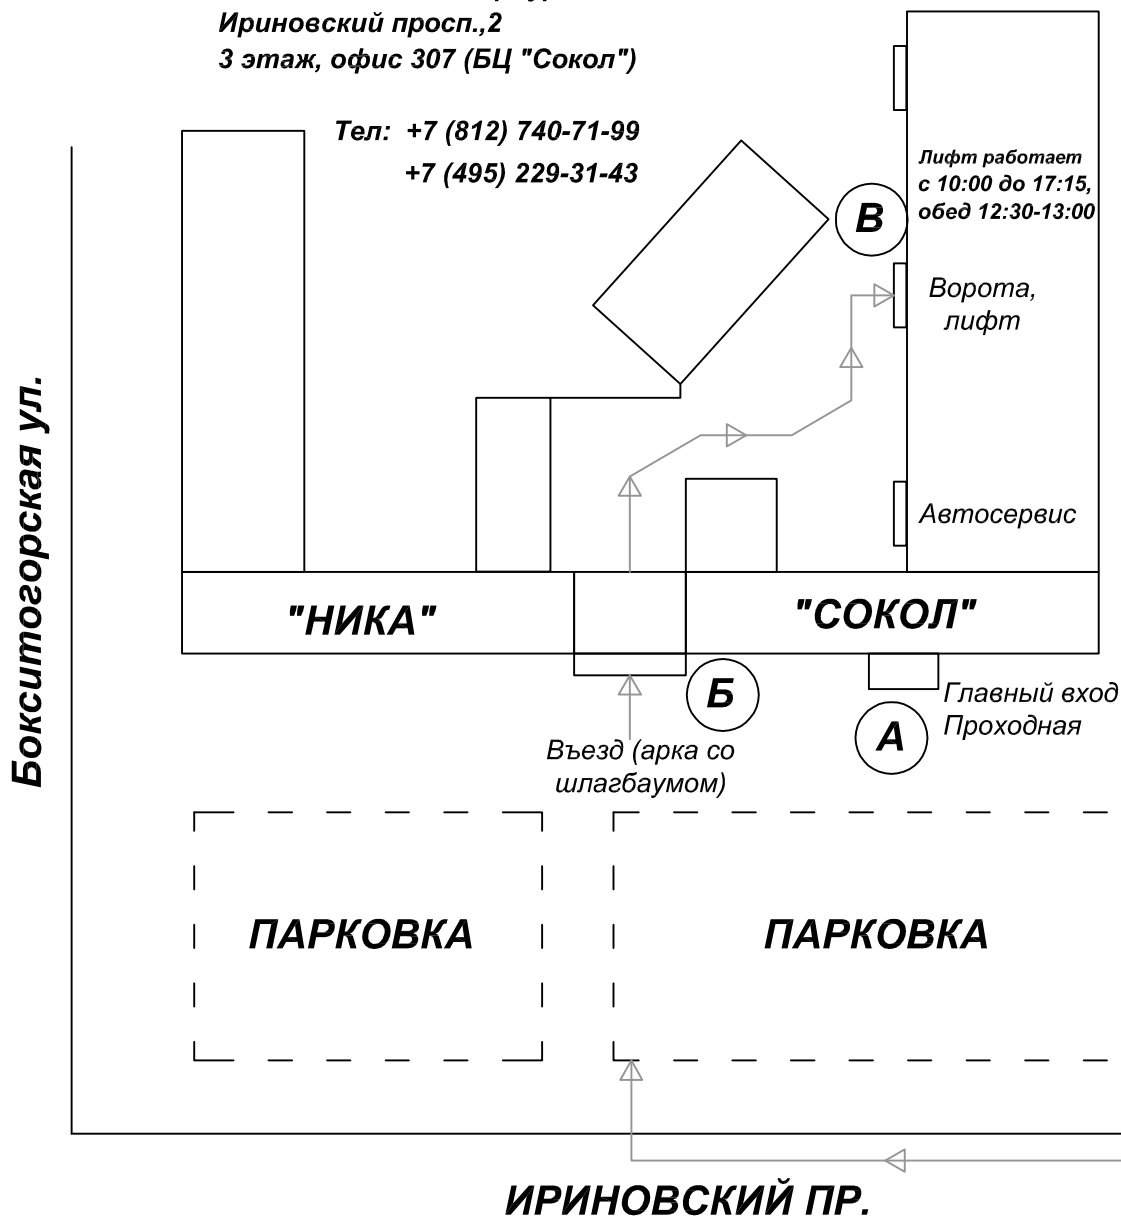 Ириновский просп.,2
3 этаж, офис 307 (БЦ "Сокол")
Тел: +7 (812) 740-71-99
+7 (495) 229-31-43
Лифт работает
с 10:00 до 17:15,
обед 12:30-13:00
В
Ворота,
лифт
Бокситогорская ул.
Автосервис
"НИКА"
"СОКОЛ"
Б
А
Главный вход
Проходная
Въезд (арка со
шлагбаумом)
ПАРКОВКА
ПАРКОВКА
ИРИНОВСКИЙ ПР.